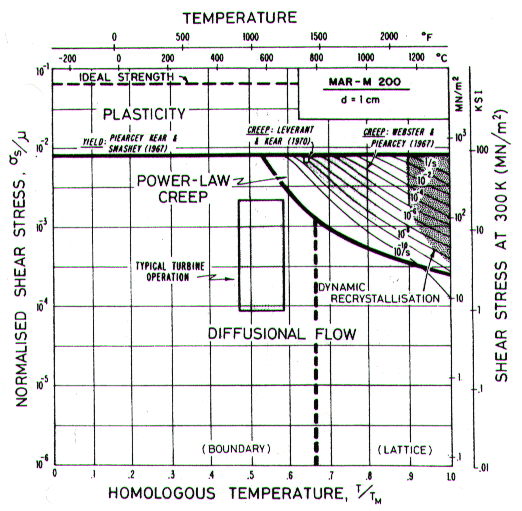 TEMPERATURE
0 500 1000 1500 2000 °F
-200 0 200 400 600 800 1000 1200 °C
10⁻¹
10⁻²
10⁻³
10⁻⁴
10⁻⁵
10⁻⁶
NORMALISED SHEAR STRESS, σs/μ
IDEAL STRENGTH
MAR-M 200
d = 1 cm
PLASTICITY
YIELD: PIEARCEY KEAR &
SMASHEY (1967)
CREEP: LEVERANT
& KEAR (1970)
CREEP: WEBSTER &
PIEARCEY (1967)
POWER-LAW
CREEP
1/s
10⁻²
10⁻⁴
10⁻⁶
10⁻⁸
10⁻¹⁰/s
TYPICAL TURBINE
OPERATION
DYNAMIC
RECRYSTALLISATION
DIFFUSIONAL FLOW
(BOUNDARY)
(LATTICE)
MN/m²
10³
10²
10
1.
.1
KSI
100
10
1
.1
.01
SHEAR STRESS AT 300 K (MN/m²)
0 .1 .2 .3 .4 .5 .6 .7 .8 .9 1.0
HOMOLOGOUS TEMPERATURE, T/TM